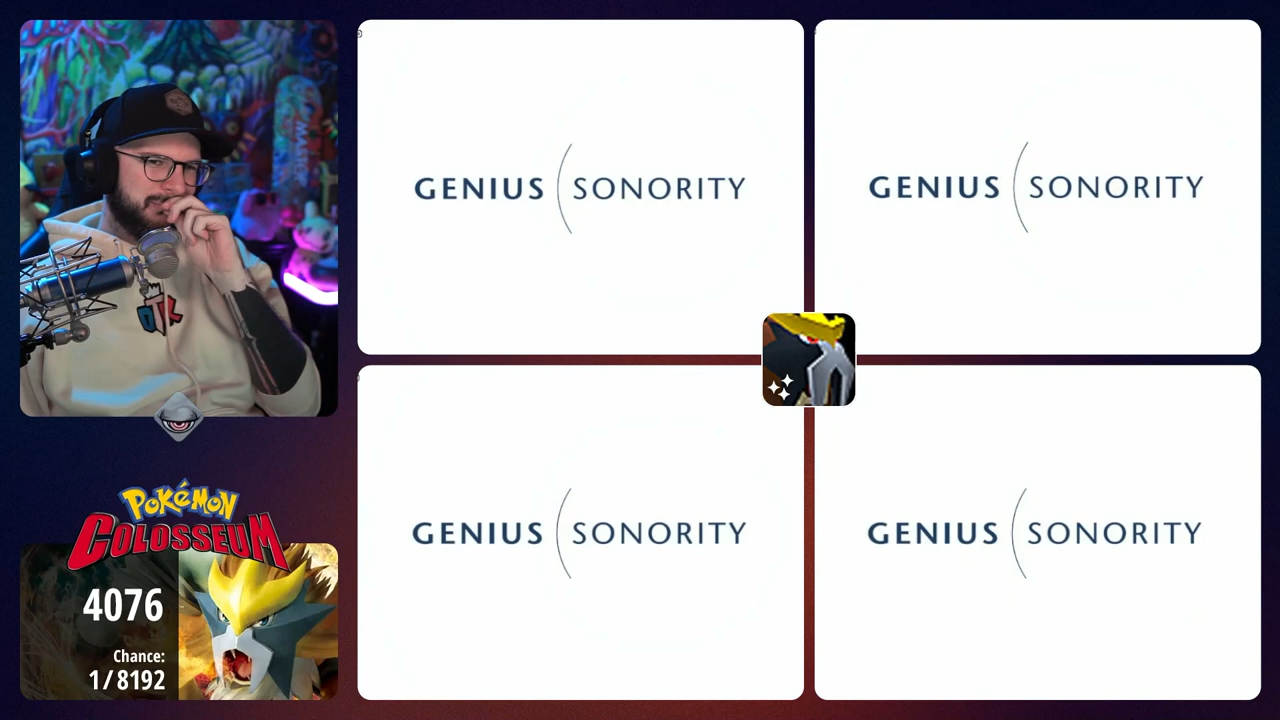 GENIUS SONORITY
GENIUS SONORITY
GENIUS SONORITY
GENIUS SONORITY
POKéMON
COLOSSEUM
4076
Chance:
1/8192